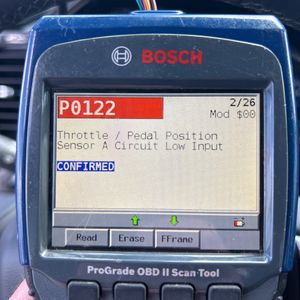 BOSCH
P0122 2/26
Mod $00
Throttle / Pedal Position
Sensor A Circuit Low Input
CONFIRMED
Read Erase FFrame
ProGrade OBD II Scan Tool